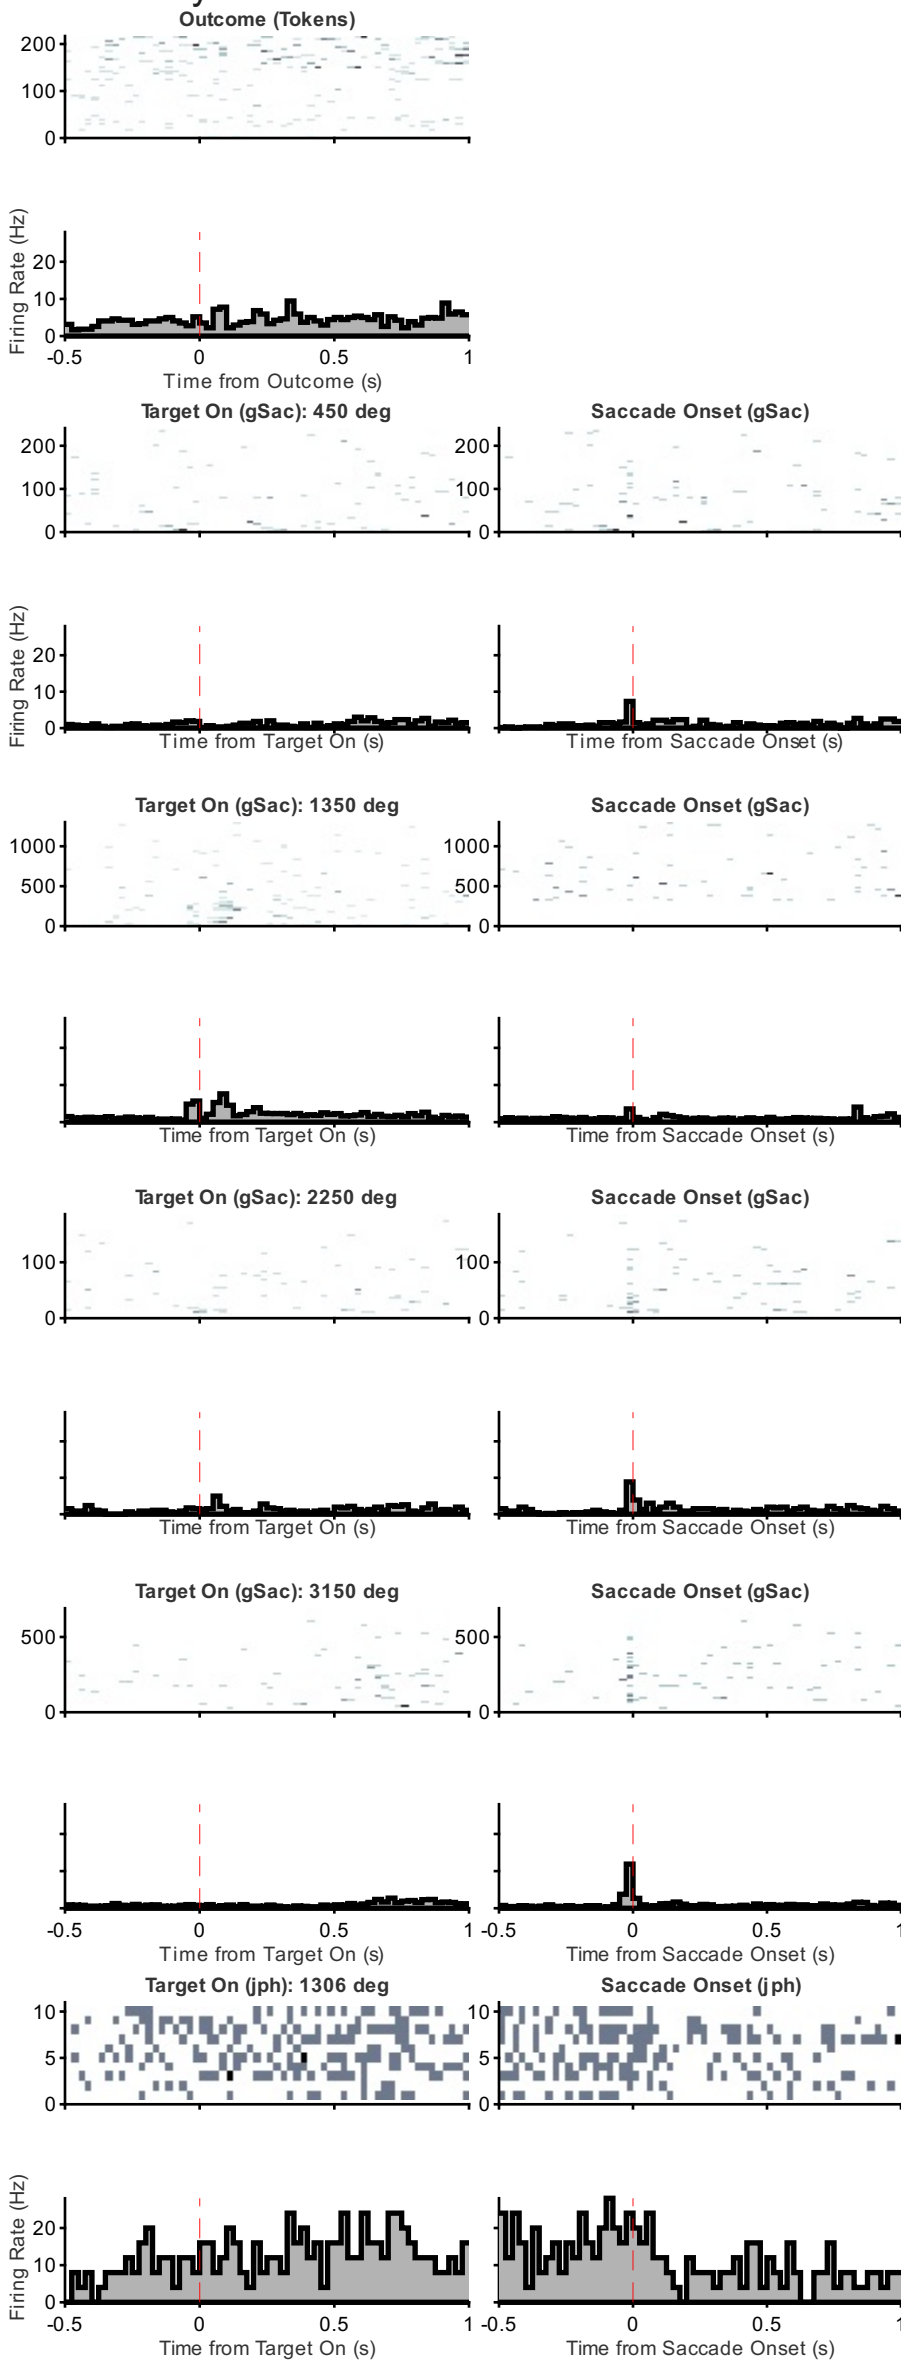 Outcome (Tokens)
200
100
0
Firing Rate (Hz)
20
10
0
-0.5 0 0.5 1
Time from Outcome (s)
Target On (gSac): 450 deg Saccade Onset (gSac)
200 200
100 100
0 0
Firing Rate (Hz)
20
10
0
Time from Target On (s) Time from Saccade Onset (s)
Target On (gSac): 1350 deg Saccade Onset (gSac)
1000 1000
500 500
0 0
Time from Target On (s) Time from Saccade Onset (s)
Target On (gSac): 2250 deg Saccade Onset (gSac)
100 100
0 0
Time from Target On (s) Time from Saccade Onset (s)
Target On (gSac): 3150 deg Saccade Onset (gSac)
500 500
0 0
-0.5 0 0.5 1 -0.5 0 0.5 1
Time from Target On (s) Time from Saccade Onset (s)
Target On (jph): 1306 deg Saccade Onset (jph)
10 10
5 5
0 0
Firing Rate (Hz)
20
10
0
-0.5 0 0.5 1 -0.5 0 0.5 1
Time from Target On (s) Time from Saccade Onset (s)